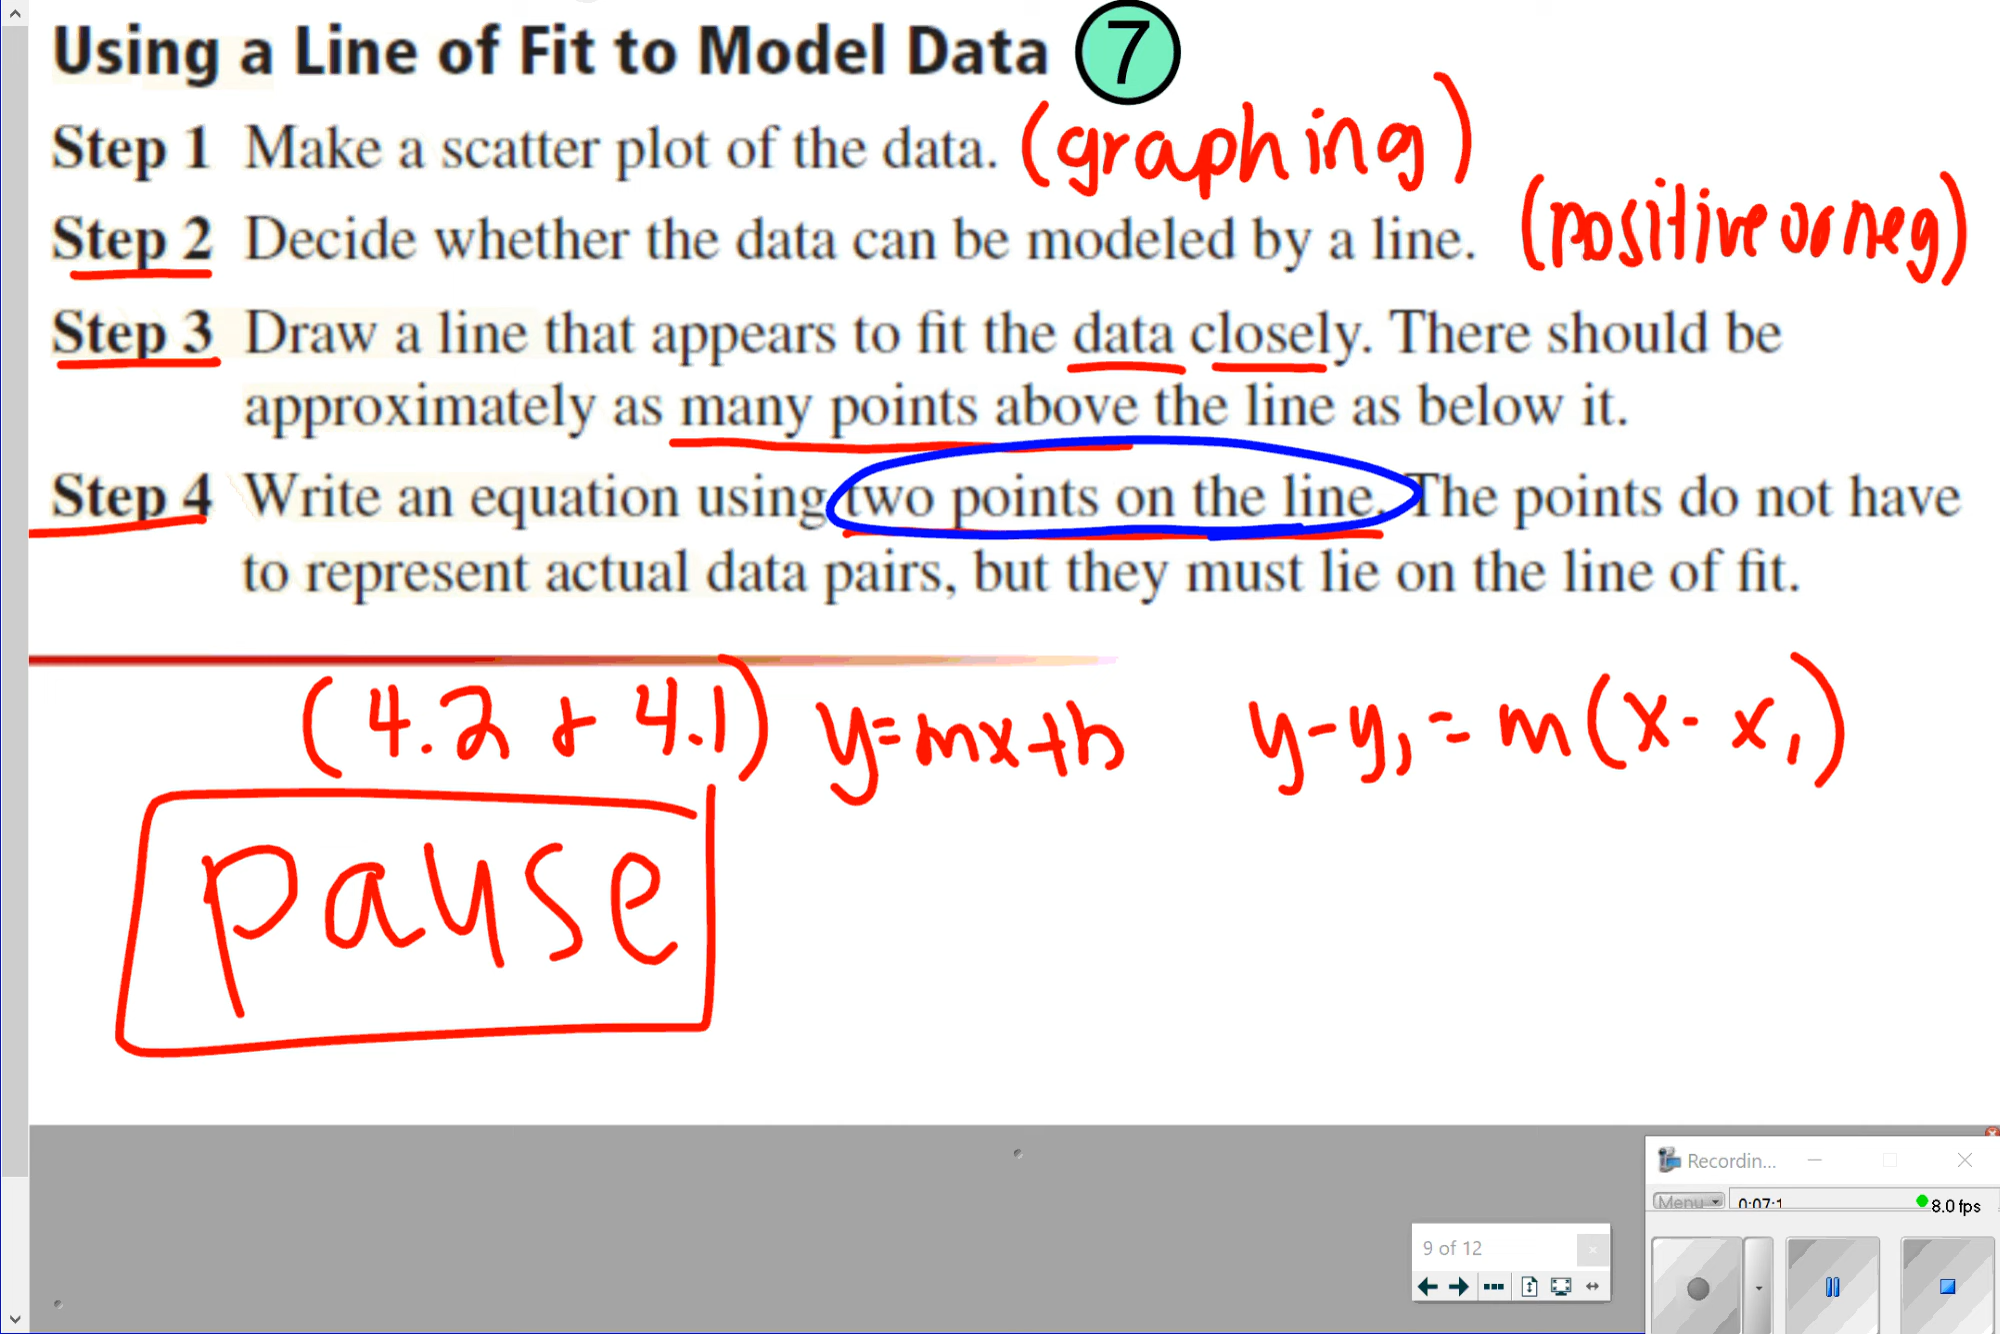 Using a Line of Fit to Model Data 7
Step 1 Make a scatter plot of the data. (graphing)
Step 2 Decide whether the data can be modeled by a line. (positive or neg)
Step 3 Draw a line that appears to fit the data closely. There should be
approximately as many points above the line as below it.
Step 4 Write an equation using two points on the line. The points do not have
to represent actual data pairs, but they must lie on the line of fit.
(4.2 & 4.1) y=mx+b y-y₁=m(x-x₁)
pause
Recordin...
Menu 0:07:1 8.0 fps
9 of 12